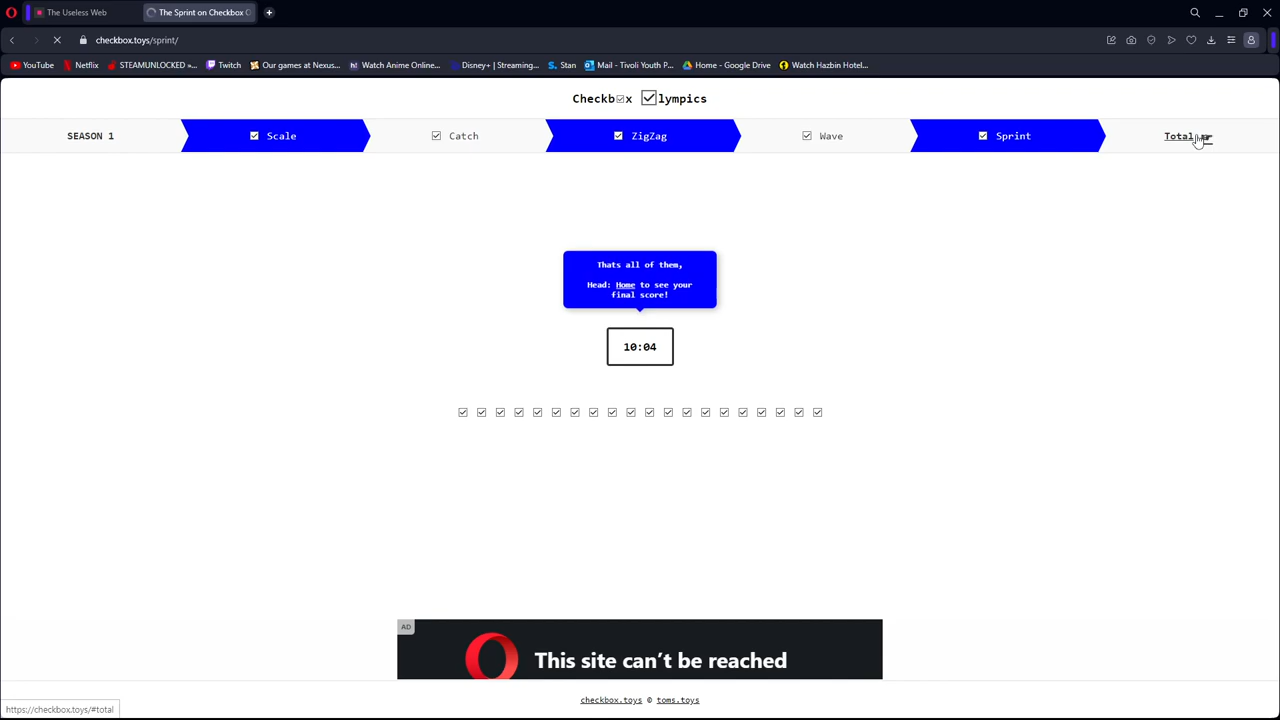 The Useless Web
The Sprint on Checkbox O
checkbox.toys/sprint/
YouTube
Netflix
STEAMUNLOCKED »...
Twitch
Our games at Nexus...
Watch Anime Online...
Disney+ | Streaming...
Stan
Mail - Tivoli Youth P...
Home - Google Drive
Watch Hazbin Hotel...
Checkb☑x ☑lympics
SEASON 1
Scale
Catch
ZigZag
Wave
Sprint
Total
Thats all of them,
Head: Home to see your
final score!
10:04
AD
This site can’t be reached
checkbox.toys © toms.toys
https://checkbox.toys/#total